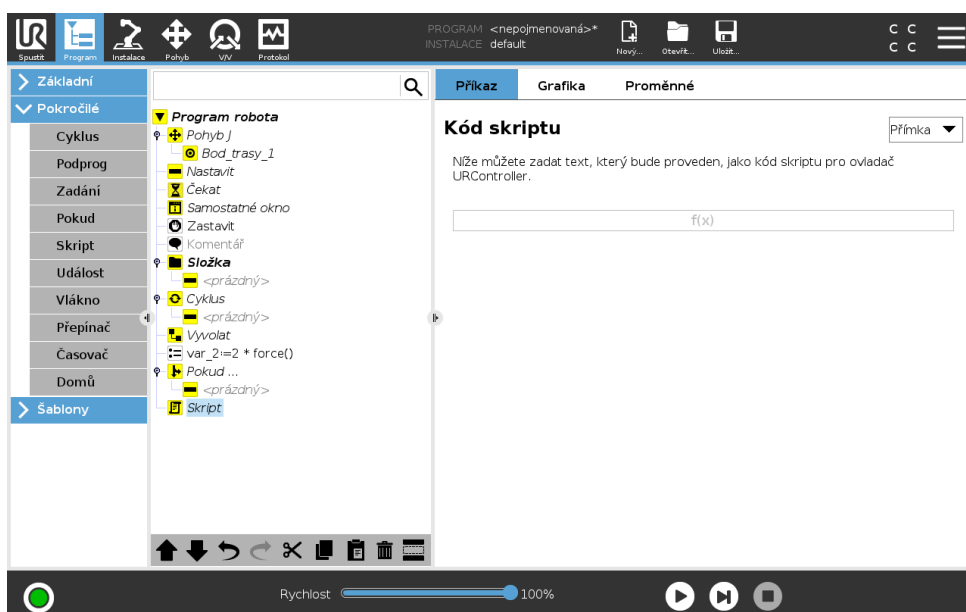 UR
PROGRAM <nepojmenovaná>*
INSTALACE default
Spustit Program Instalace Pohyb V/V Protokol
Nový... Otevřít... Uložit...
C C
C C
Základní
Pokročilé
Cyklus
Podprog
Zadání
Pokud
Skript
Událost
Vlákno
Přepínač
Časovač
Domů
Šablony
Program robota
Pohyb J
Bod_trasy_1
Nastavit
Čekat
Samostatné okno
Zastavit
Komentář
Složka
<prázdný>
Cyklus
<prázdný>
Vyvolat
var_2:=2 * force()
Pokud ...
<prázdný>
Skript
Příkaz Grafika Proměnné
Kód skriptu
Přímka
Níže můžete zadat text, který bude proveden, jako kód skriptu pro ovladač
URController.
f(x)
Rychlost 100%